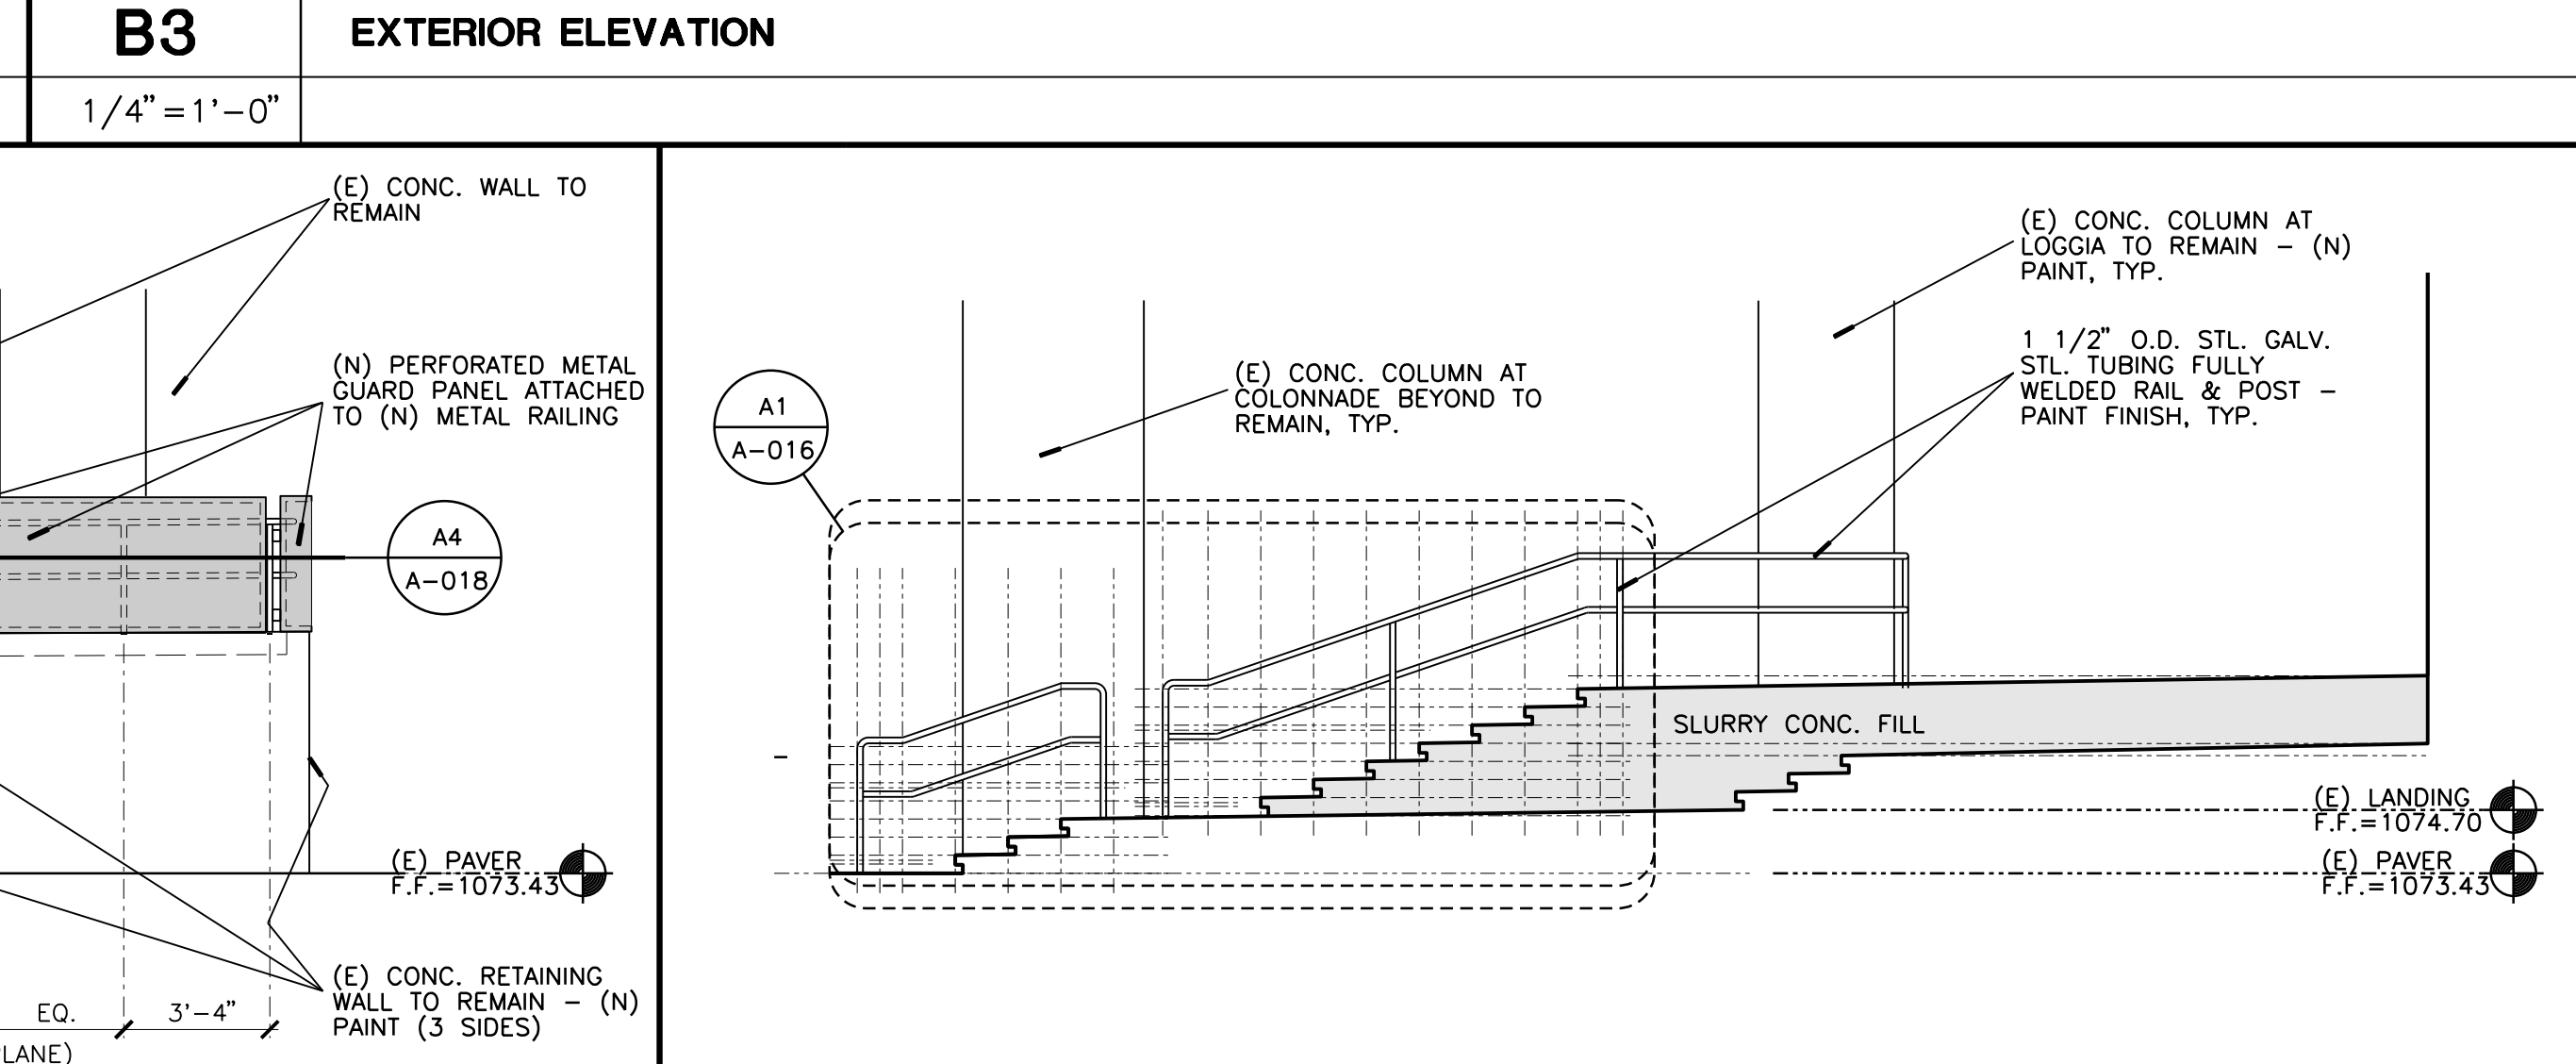 B3
EXTERIOR ELEVATION
1/4"=1'-0"
(E) CONC. WALL TO
REMAIN
(N) PERFORATED METAL
GUARD PANEL ATTACHED
TO (N) METAL RAILING
A4
A-018
(E) PAVER
F.F.=1073.43
(E) CONC. RETAINING
WALL TO REMAIN - (N)
PAINT (3 SIDES)
EQ.
3'-4"
LANE)
A1
A-016
(E) CONC. COLUMN AT
COLONNADE BEYOND TO
REMAIN, TYP.
(E) CONC. COLUMN AT
LOGGIA TO REMAIN - (N)
PAINT, TYP.
1 1/2" O.D. STL. GALV.
STL. TUBING FULLY
WELDED RAIL & POST -
PAINT FINISH, TYP.
SLURRY CONC. FILL
(E) LANDING
F.F.=1074.70
(E) PAVER
F.F.=1073.43